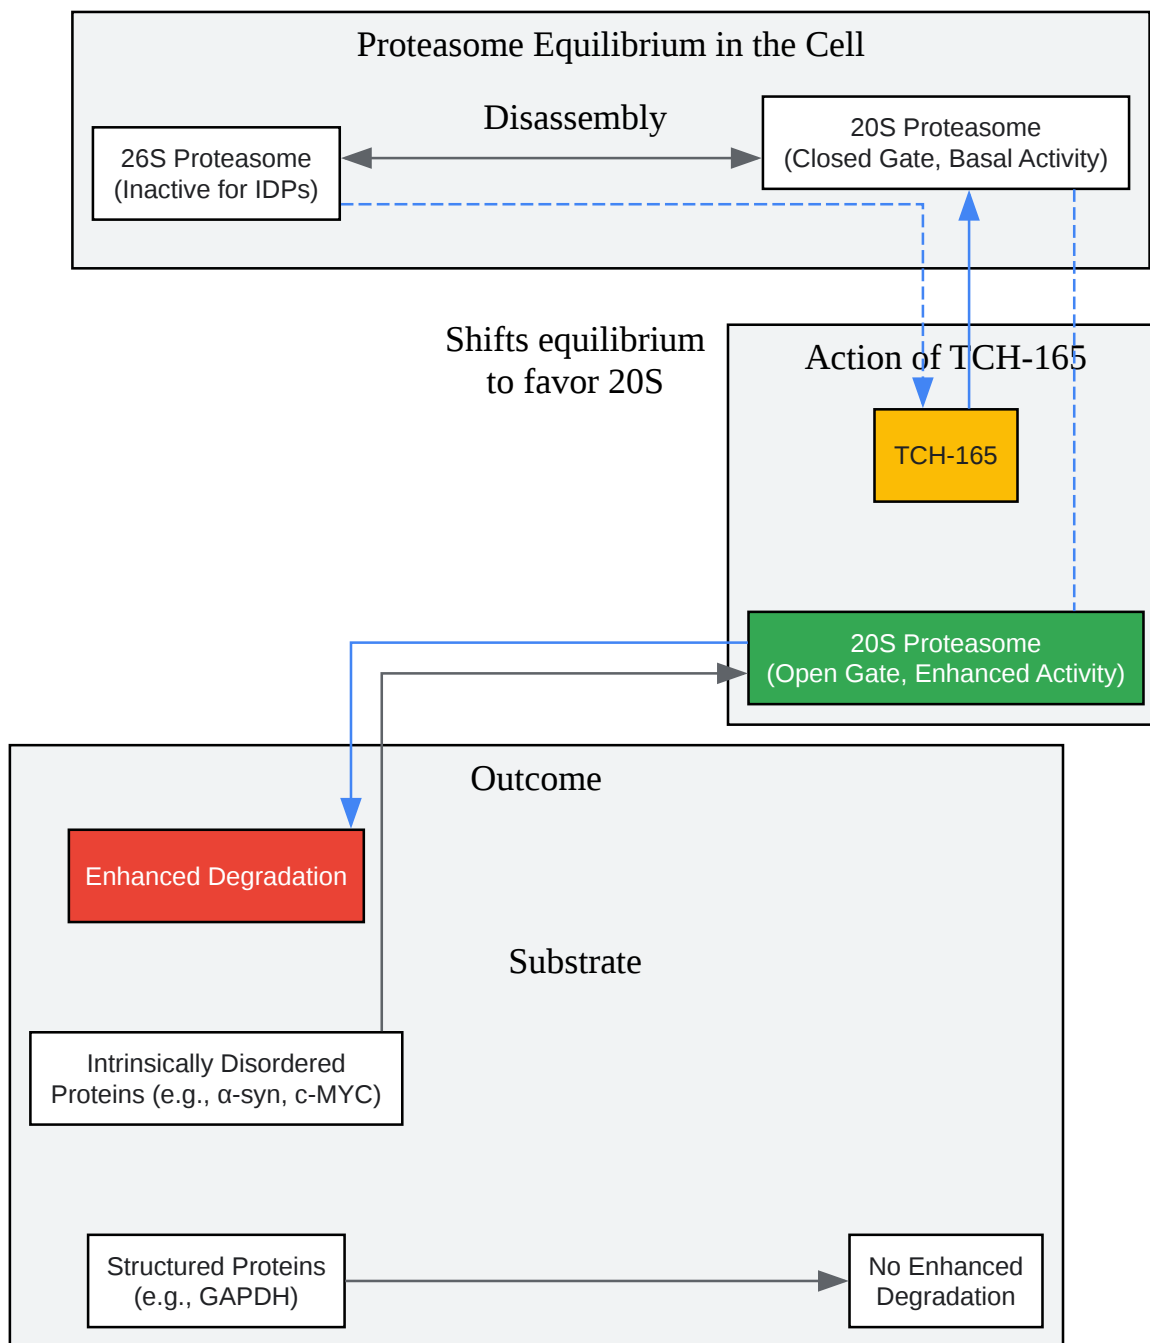 Proteasome Equilibrium in the Cell
Disassembly
26S Proteasome
(Inactive for IDPs)
20S Proteasome
(Closed Gate, Basal Activity)
Shifts equilibrium
to favor 20S
Action of TCH-165
TCH-165
20S Proteasome
(Open Gate, Enhanced Activity)
Outcome
Enhanced Degradation
Substrate
Intrinsically Disordered
Proteins (e.g., α-syn, c-MYC)
Structured Proteins
(e.g., GAPDH)
No Enhanced
Degradation